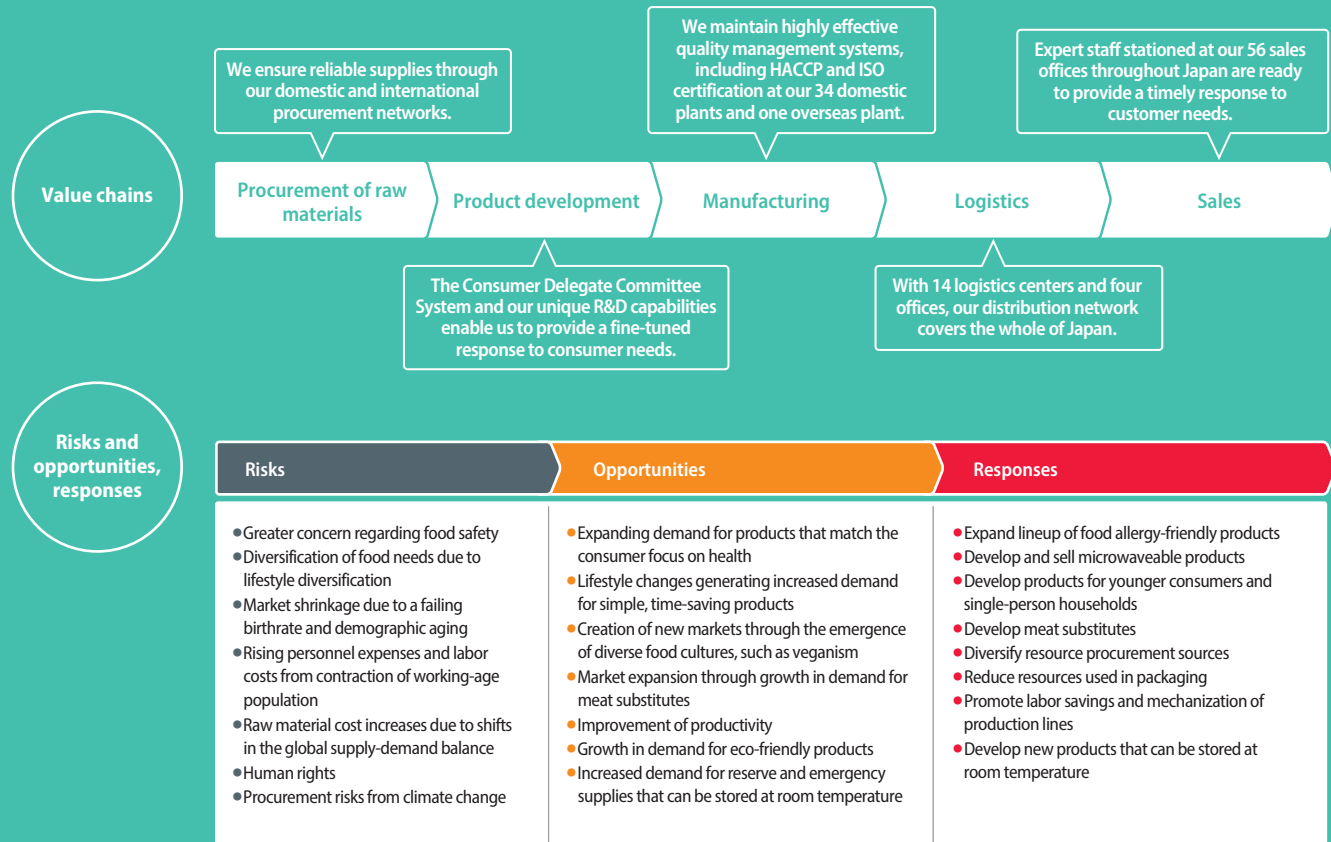 Value chains
We ensure reliable supplies through
our domestic and international
procurement networks.
We maintain highly effective
quality management systems,
including HACCP and ISO
certification at our 34 domestic
plants and one overseas plant.
Expert staff stationed at our 56 sales
offices throughout Japan are ready
to provide a timely response to
customer needs.
Procurement of raw
materials
Product development
Manufacturing
Logistics
Sales
The Consumer Delegate Committee
System and our unique R&D capabilities
enable us to provide a fine-tuned
response to consumer needs.
With 14 logistics centers and four
offices, our distribution network
covers the whole of Japan.
Risks and
opportunities,
responses
Risks
●Greater concern regarding food safety
●Diversification of food needs due to
lifestyle diversification
●Market shrinkage due to a failing
birthrate and demographic aging
●Rising personnel expenses and labor
costs from contraction of working-age
population
●Raw material cost increases due to shifts
in the global supply-demand balance
●Human rights
●Procurement risks from climate change
Opportunities
●Expanding demand for products that match the
consumer focus on health
●Lifestyle changes generating increased demand
for simple, time-saving products
●Creation of new markets through the emergence
of diverse food cultures, such as veganism
●Market expansion through growth in demand for
meat substitutes
●Improvement of productivity
●Growth in demand for eco-friendly products
●Increased demand for reserve and emergency
supplies that can be stored at room temperature
Responses
●Expand lineup of food allergy-friendly products
●Develop and sell microwaveable products
●Develop products for younger consumers and
single-person households
●Develop meat substitutes
●Diversify resource procurement sources
●Reduce resources used in packaging
●Promote labor savings and mechanization of
production lines
●Develop new products that can be stored at
room temperature